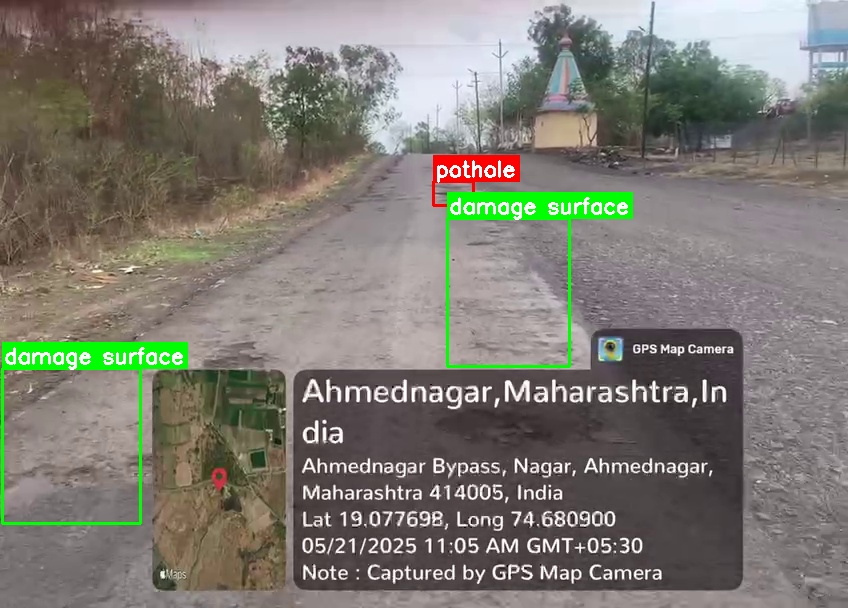 pothole
damage surface
damage surface
GPS Map Camera
Ahmednagar,Maharashtra,In
dia
Ahmednagar Bypass, Nagar, Ahmednagar,
Maharashtra 414005, India
Lat 19.077698, Long 74.680900
05/21/2025 11:05 AM GMT+05:30
Note : Captured by GPS Map Camera
Maps